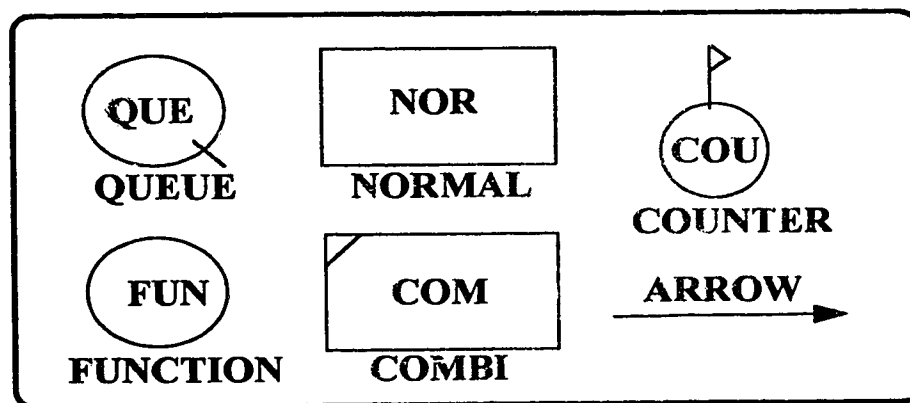 QUE
QUEUE
NOR
NORMAL
COU
COUNTER
FUN
FUNCTION
COM
COMBI
ARROW